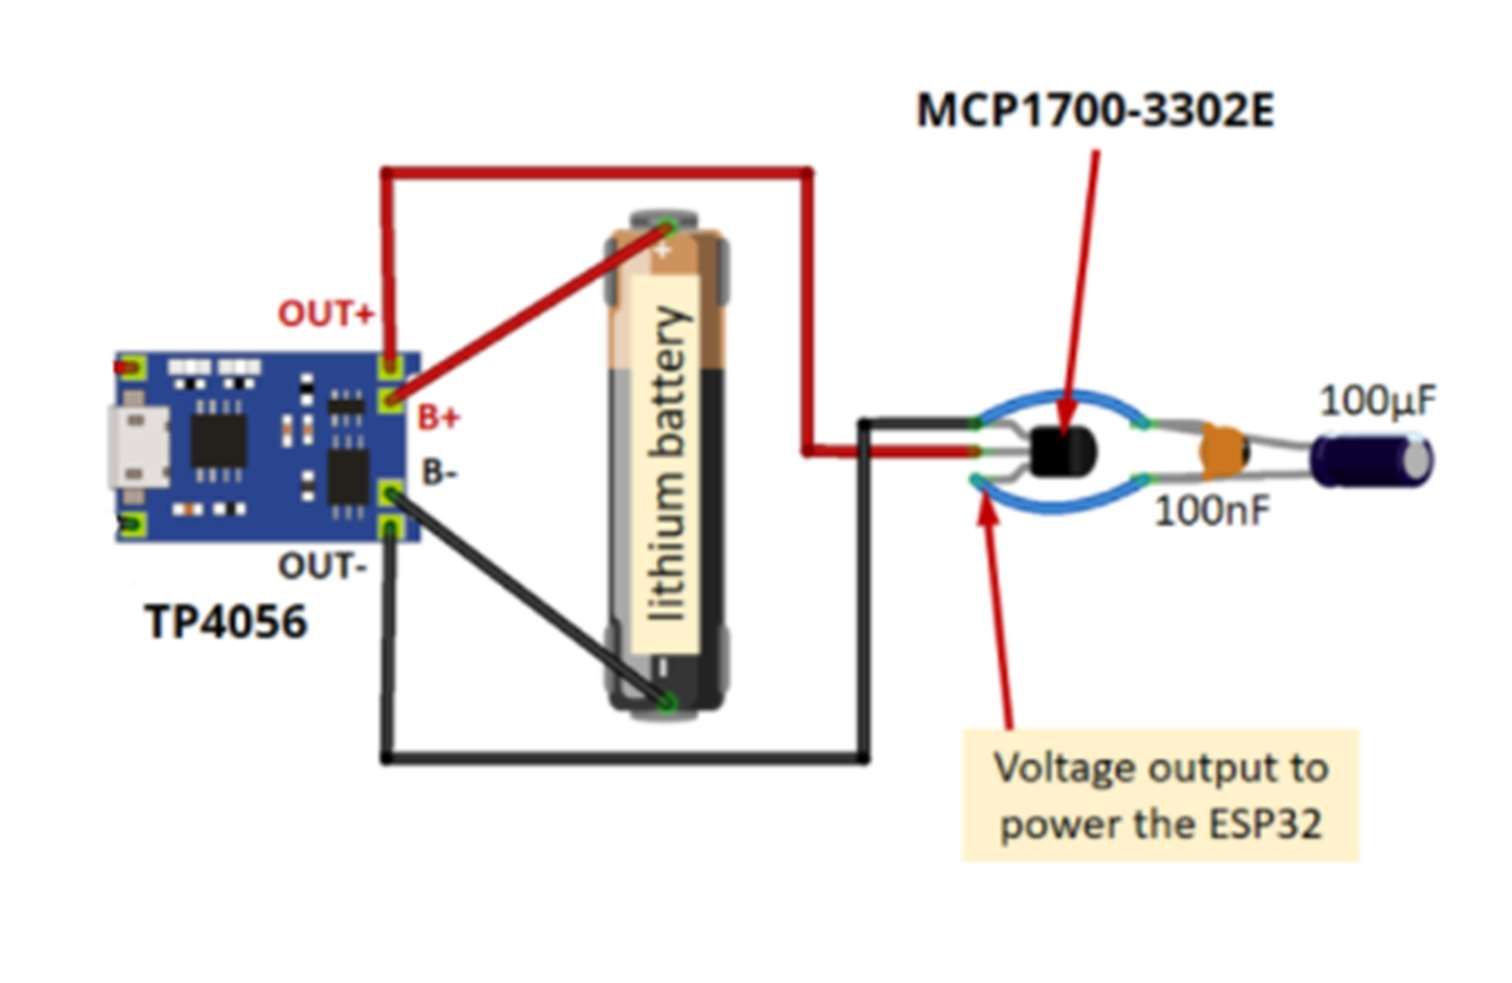 MCP1700-3302E
OUT+
B+
B-
OUT-
TP4056
+
lithium battery
-
100µF
100nF
Voltage output to
power the ESP32